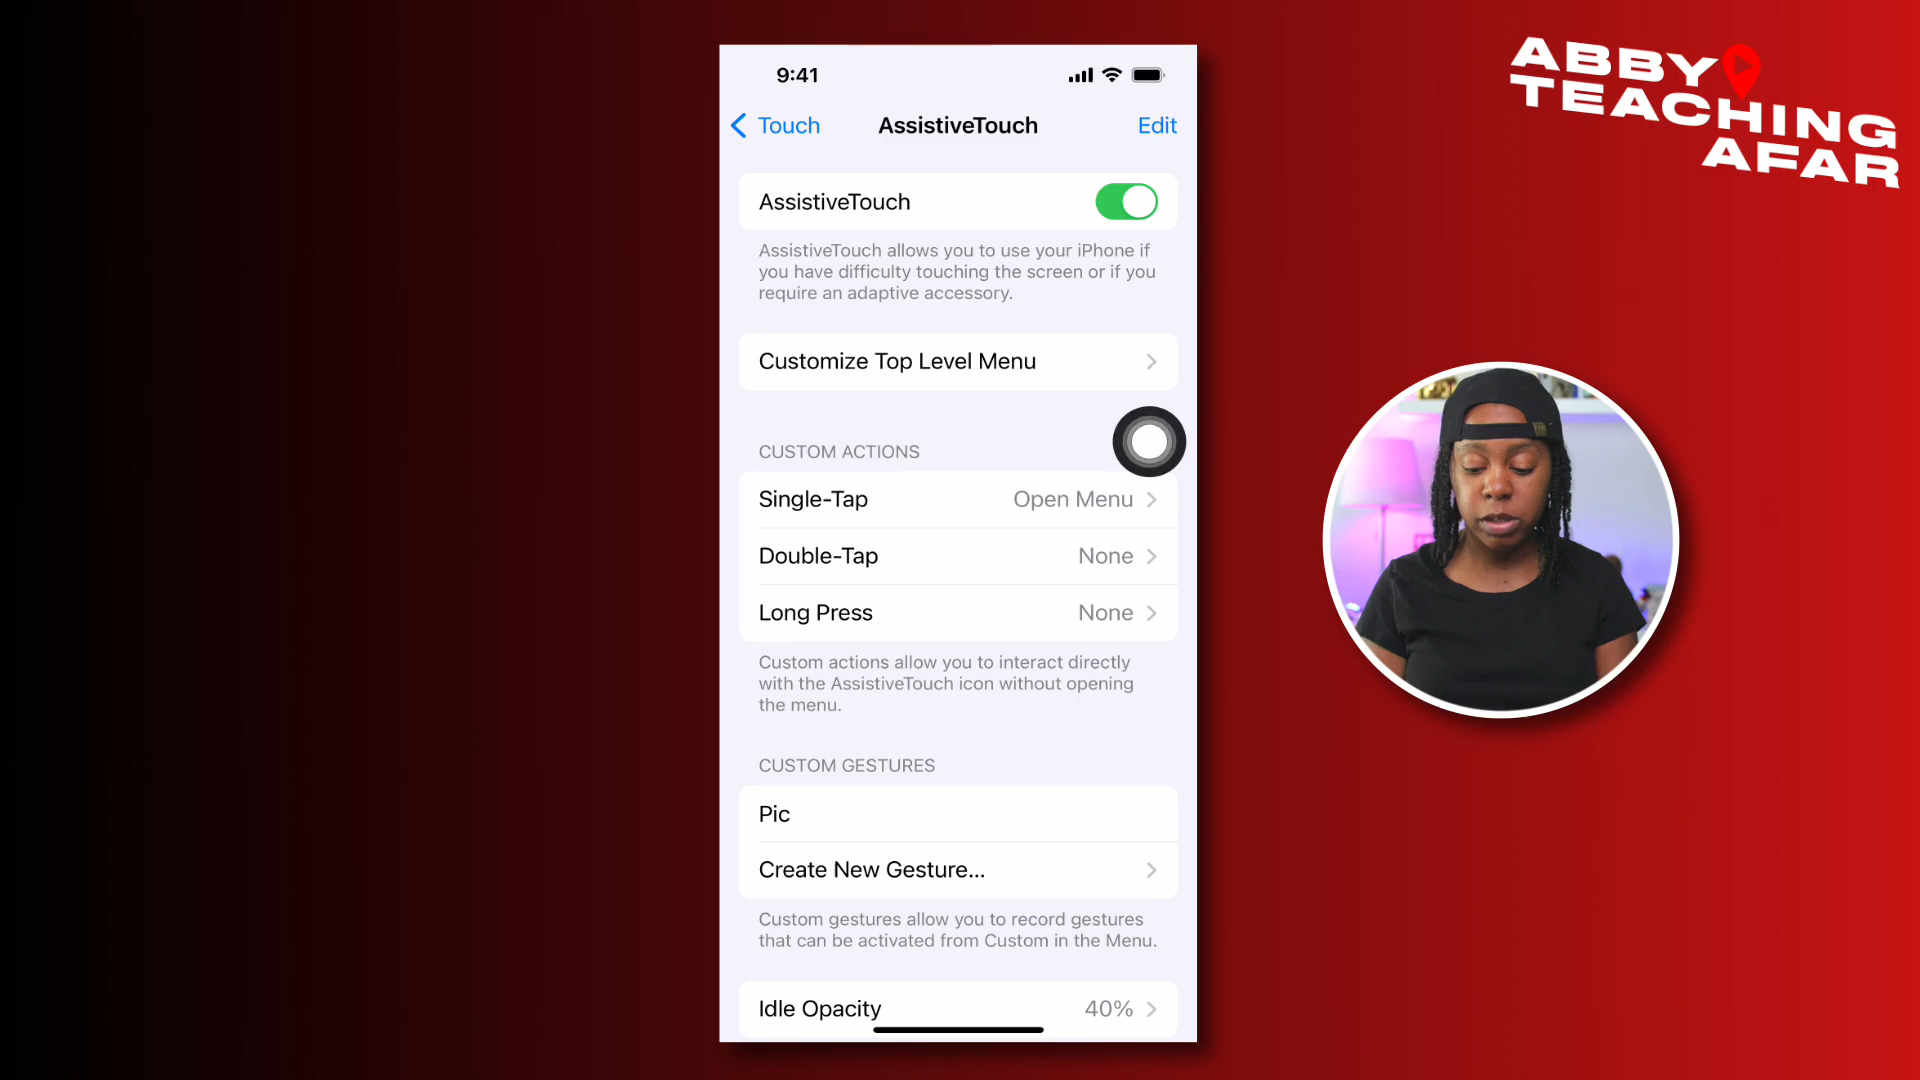 9:41
Touch
AssistiveTouch
Edit
AssistiveTouch
AssistiveTouch allows you to use your iPhone if
you have difficulty touching the screen or if you
require an adaptive accessory.
Customize Top Level Menu
CUSTOM ACTIONS
Single-Tap
Open Menu
Double-Tap
None
Long Press
None
Custom actions allow you to interact directly
with the AssistiveTouch icon without opening
the menu.
CUSTOM GESTURES
Pic
Create New Gesture...
Custom gestures allow you to record gestures
that can be activated from Custom in the Menu.
Idle Opacity
40%
ABBY
TEACHING
AFAR